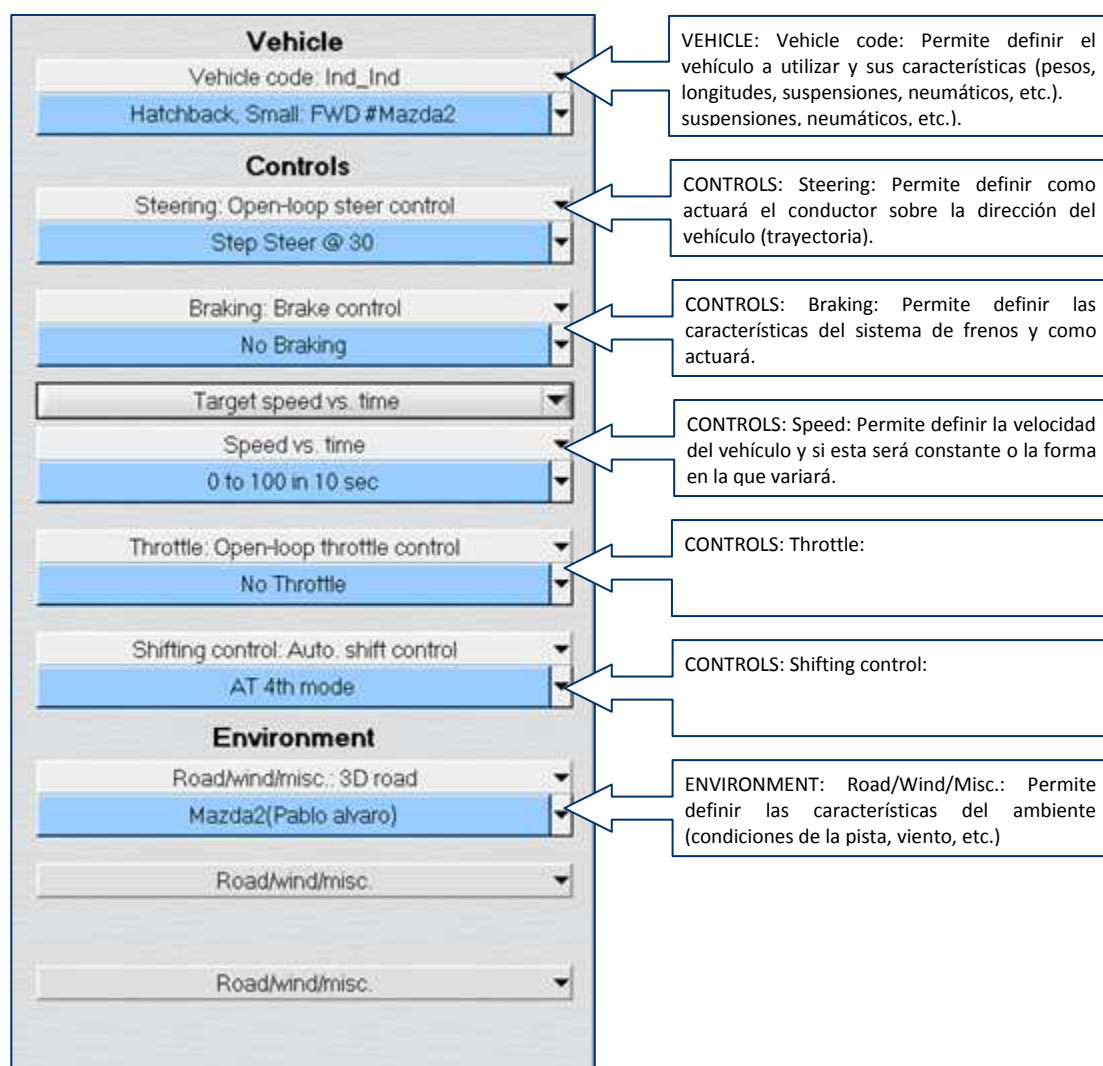 Vehicle
Vehicle code: Ind_Ind
Hatchback, Small: FWD #Mazda2
Controls
Steering: Open-loop steer control
Step Steer @ 30
Braking: Brake control
No Braking
Target speed vs. time
Speed vs. time
0 to 100 in 10 sec
Throttle: Open-loop throttle control
No Throttle
Shifting control: Auto. shift control
AT 4th mode
Environment
Road/wind/misc.: 3D road
Mazda2(Pablo alvaro)
Road/wind/misc.
Road/wind/misc.
VEHICLE: Vehicle code: Permite definir el
vehículo a utilizar y sus características (pesos,
longitudes, suspensiones, neumáticos, etc.).
suspensiones, neumáticos, etc.).
CONTROLS: Steering: Permite definir como
actuará el conductor sobre la dirección del
vehículo (trayectoria).
CONTROLS: Braking: Permite definir las
características del sistema de frenos y como
actuará.
CONTROLS: Speed: Permite definir la velocidad
del vehículo y si esta será constante o la forma
en la que variará.
CONTROLS: Throttle:
CONTROLS: Shifting control:
ENVIRONMENT: Road/Wind/Misc.: Permite
definir las características del ambiente
(condiciones de la pista, viento, etc.)